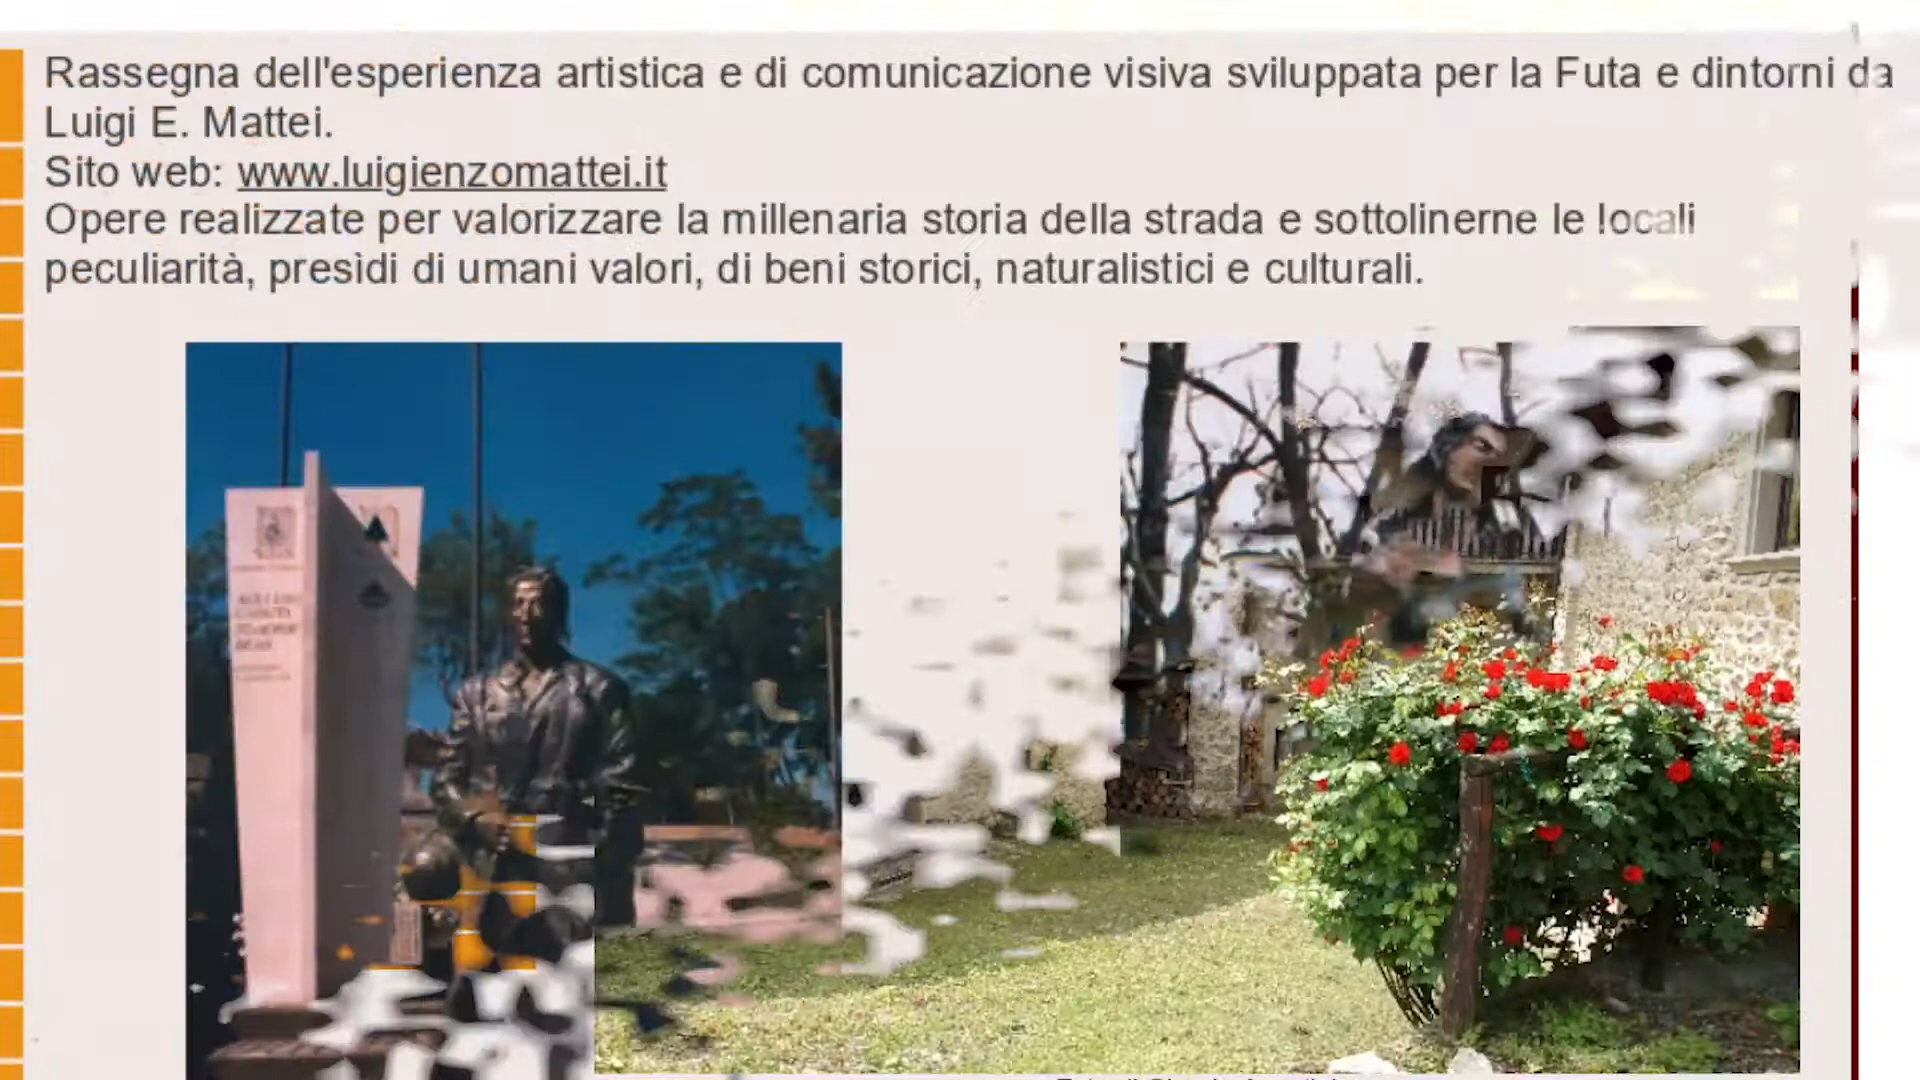 Rassegna dell'esperienza artistica e di comunicazione visiva sviluppata per la Futa e dintorni da
Luigi E. Mattei.
Sito web: www.luigienzomattei.it
Opere realizzate per valorizzare la millenaria storia della strada e sottolinerne le locali
peculiarità, presìdi di umani valori, di beni storici, naturalistici e culturali.